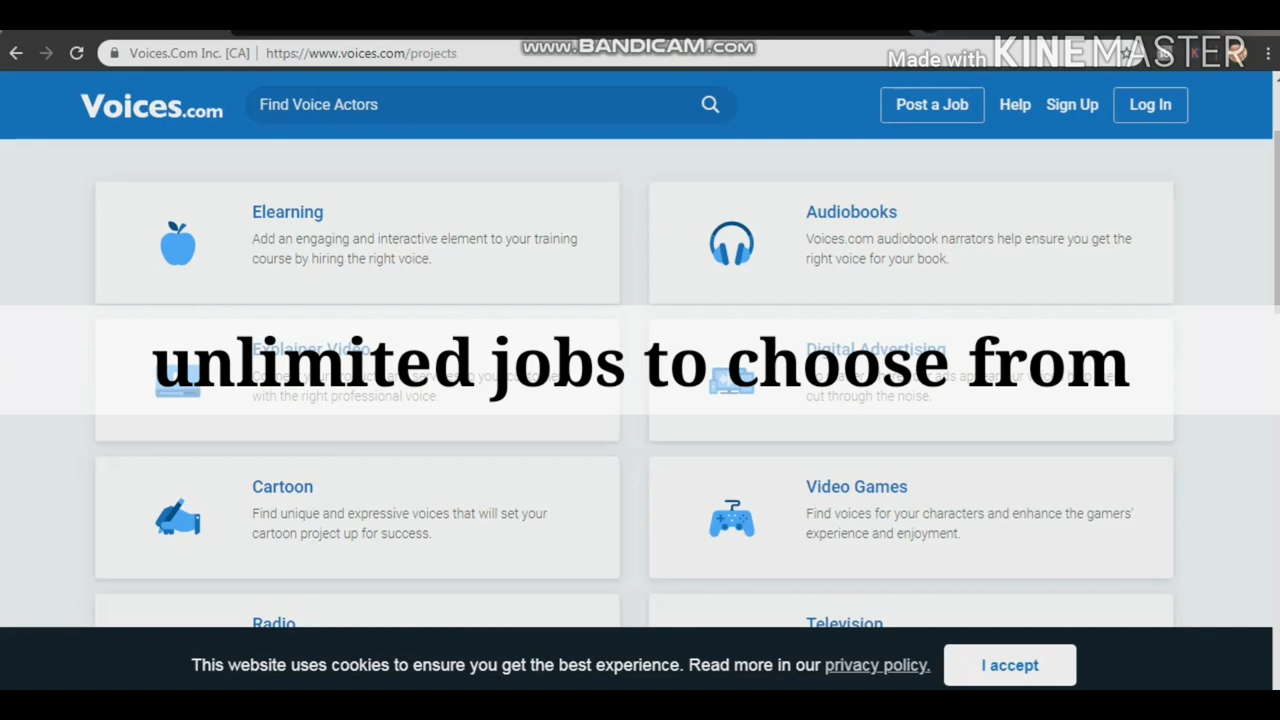 www.BANDICAM.com
Made with KINEMASTER
Voices.Com Inc. [CA] | https://www.voices.com/projects
Voices.com
Find Voice Actors
Post a Job
Help
Sign Up
Log In
Elearning
Add an engaging and interactive element to your training
course by hiring the right voice.
Audiobooks
Voices.com audiobook narrators help ensure you get the
right voice for your book.
Explainer Video
with the right professional voice.
Digital Advertising
cut through the noise.
unlimited jobs to choose from
Cartoon
Find unique and expressive voices that will set your
cartoon project up for success.
Video Games
Find voices for your characters and enhance the gamers'
experience and enjoyment.
Radio
Television
This website uses cookies to ensure you get the best experience. Read more in our privacy policy.
I accept